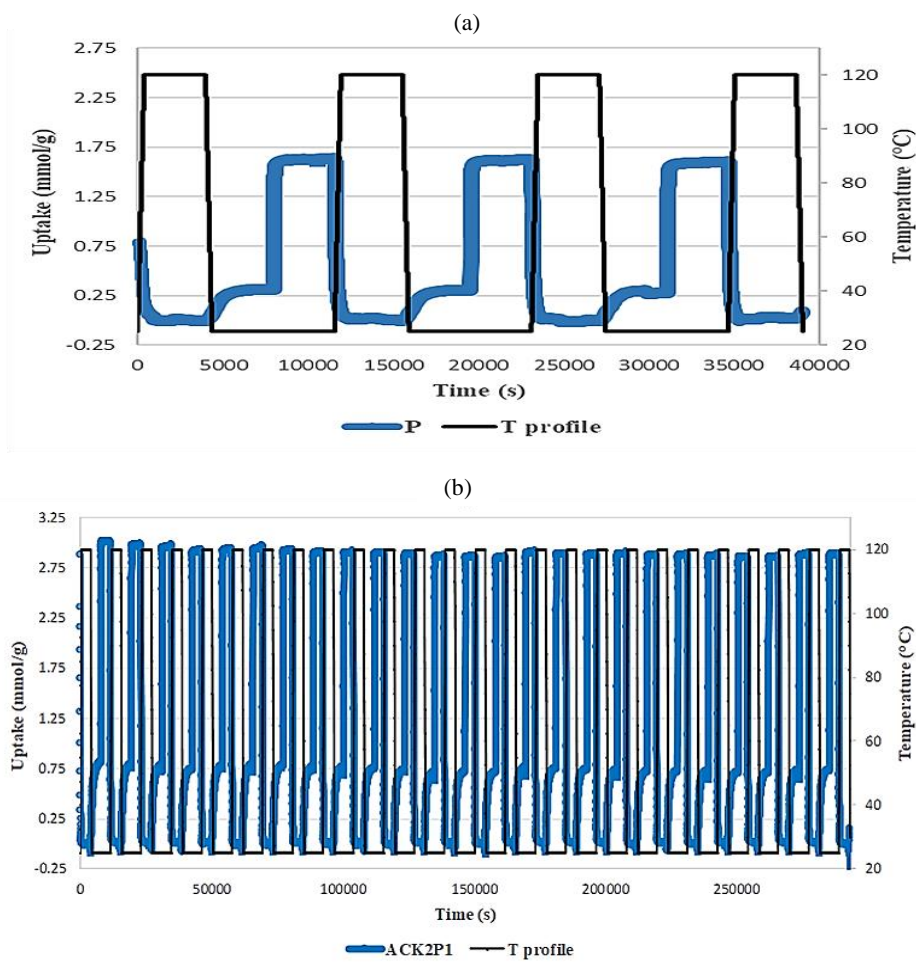 (a)
Uptake (mmol/g)
2.75
2.25
1.75
1.25
0.75
0.25
-0.25
120
100
80
60
40
20
Temperature (°C)
0 5000 10000 15000 20000 25000 30000 35000 40000
Time (s)
P T profile
(b)
Uptake (mmol/g)
3.25
2.75
2.25
1.75
1.25
0.75
0.25
-0.25
120
100
80
60
40
20
Temperature (°C)
0 50000 100000 150000 200000 250000
Time (s)
ACK2P1 T profile